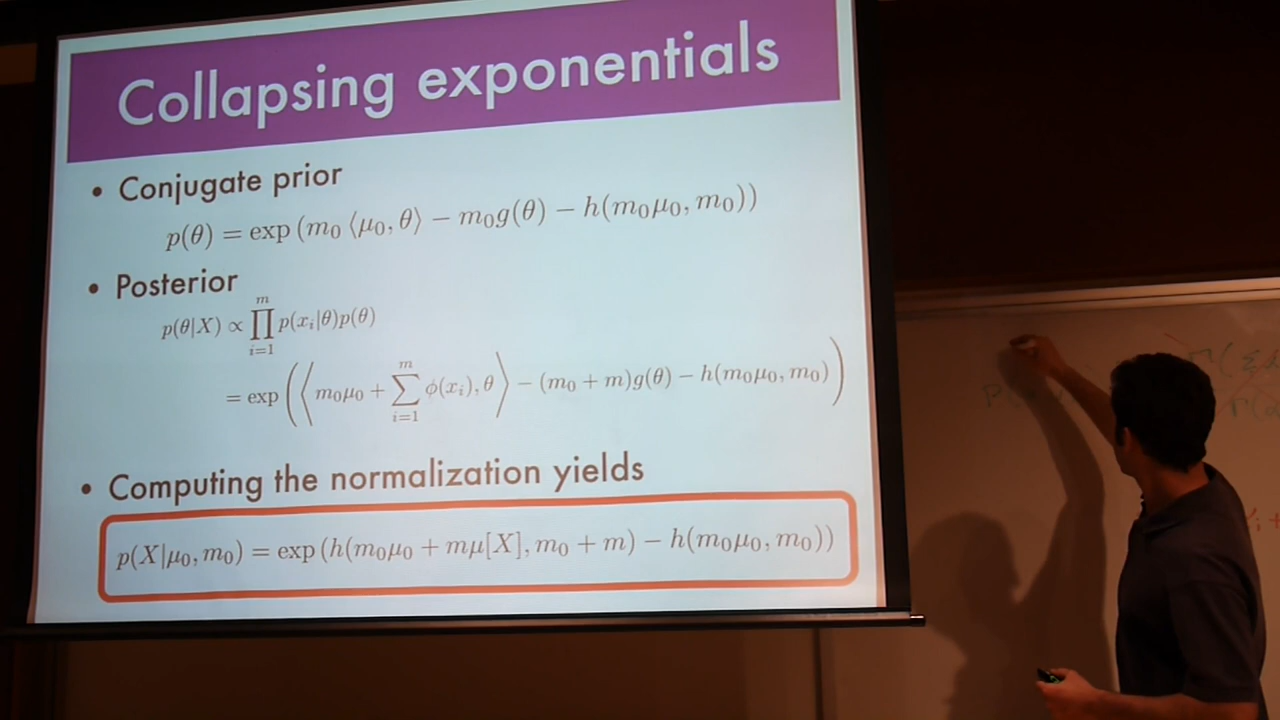 Collapsing exponentials
• Conjugate prior
p(θ) = exp (m₀ ⟨μ₀, θ⟩ − m₀g(θ) − h(m₀μ₀, m₀))
• Posterior
p(θ|X) ∝ ∏ᵢ₌₁ᵐ p(xᵢ|θ)p(θ)
= exp (⟨m₀μ₀ + ∑ᵢ₌₁ᵐ φ(xᵢ), θ⟩ − (m₀ + m)g(θ) − h(m₀μ₀, m₀))
• Computing the normalization yields
p(X|μ₀, m₀) = exp (h(m₀μ₀ + mμ[X], m₀ + m) − h(m₀μ₀, m₀))